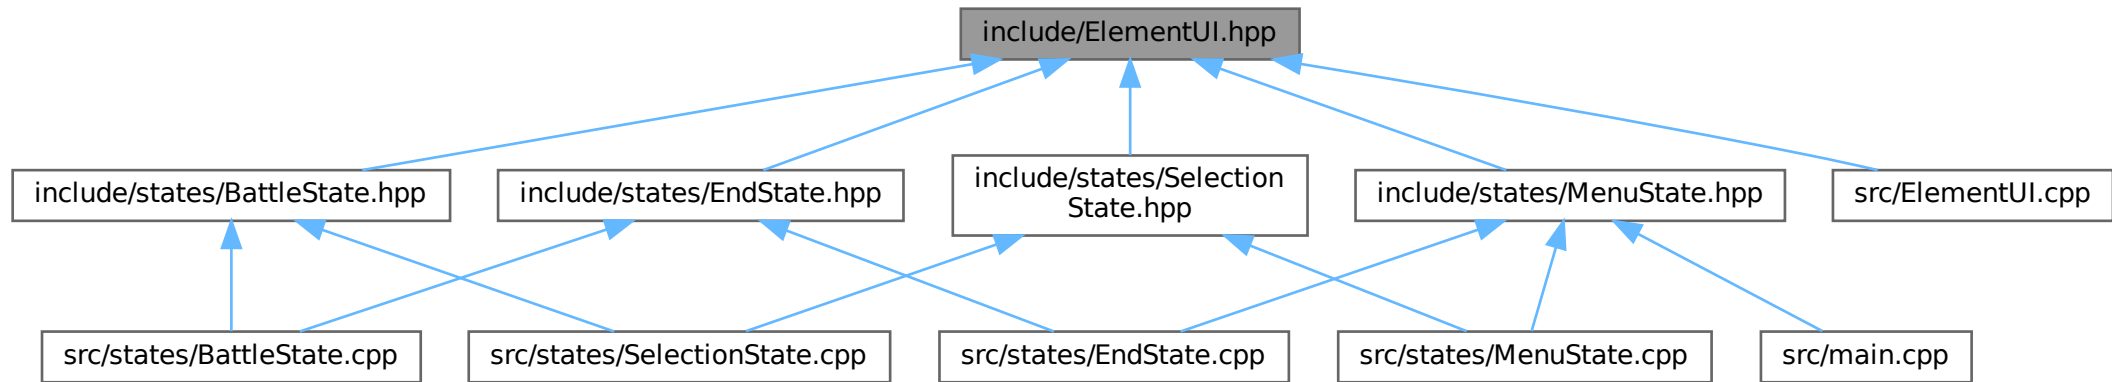 include/ElementUI.hpp
include/states/BattleState.hpp
include/states/EndState.hpp
include/states/Selection
State.hpp
include/states/MenuState.hpp
src/ElementUI.cpp
src/states/BattleState.cpp
src/states/SelectionState.cpp
src/states/EndState.cpp
src/states/MenuState.cpp
src/main.cpp